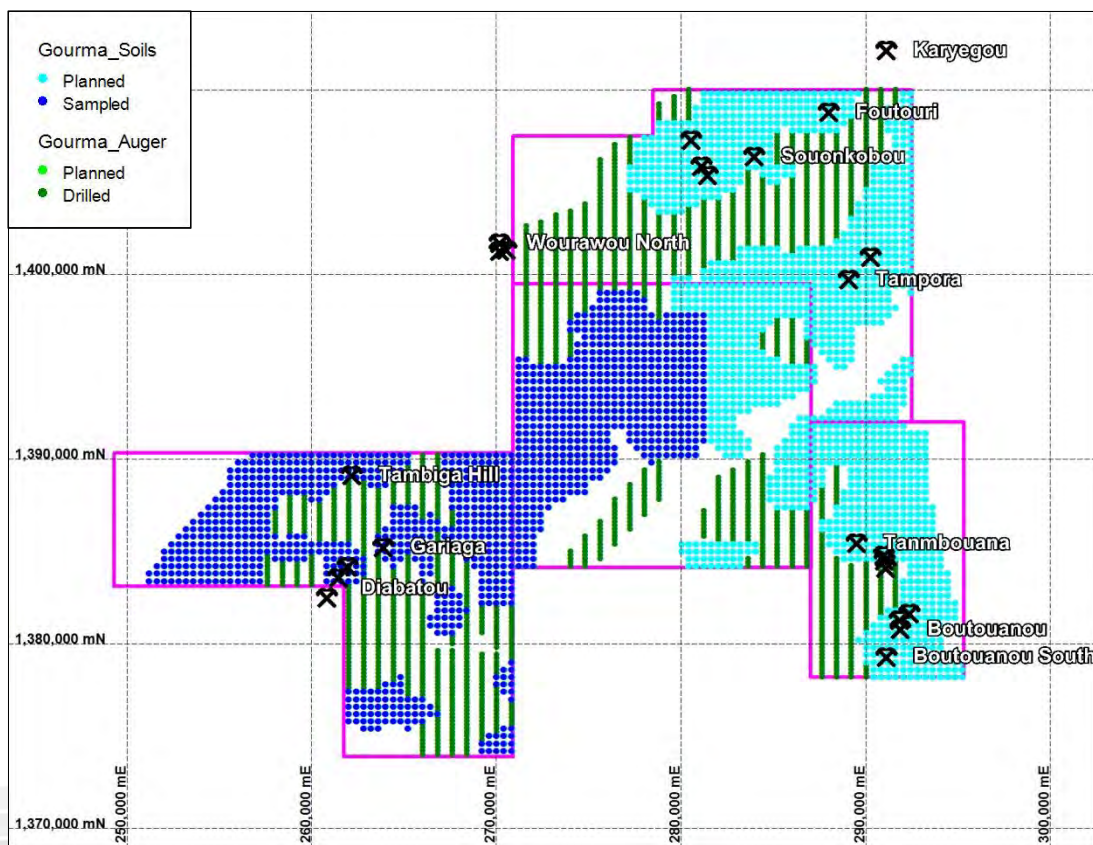 Gourma_Soils
Planned
Sampled
Gourma_Auger
Planned
Drilled
Karyegou
Foutouri
Souonkobou
Wourawou North
1,400,000 mN
Tampora
1,390,000 mN
Tambiga Hill
Gariaga
Tanmbouana
Diabatou
Boutouanou
1,380,000 mN
Boutouanou South
1,370,000 mN
250,000 mE
260,000 mE
270,000 mE
280,000 mE
290,000 mE
300,000 mE